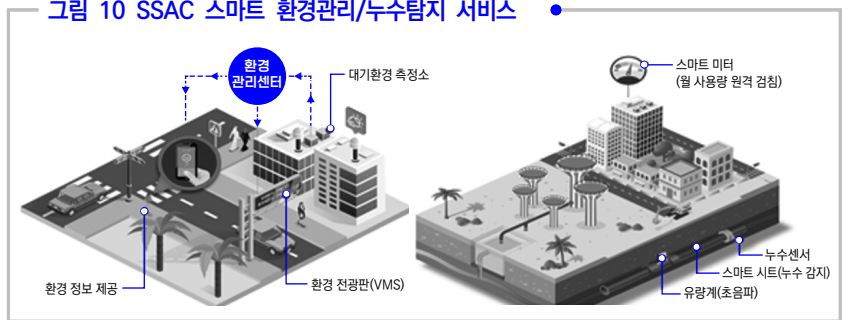 그림 10 SSAC 스마트 환경관리/누수탐지 서비스
환경
관리센터
대기환경 측정소
환경 정보 제공
환경 전광판(VMS)
스마트 미터
(월 사용량 원격 검침)
누수센서
스마트 시트(누수 감지)
유량계(초음파)